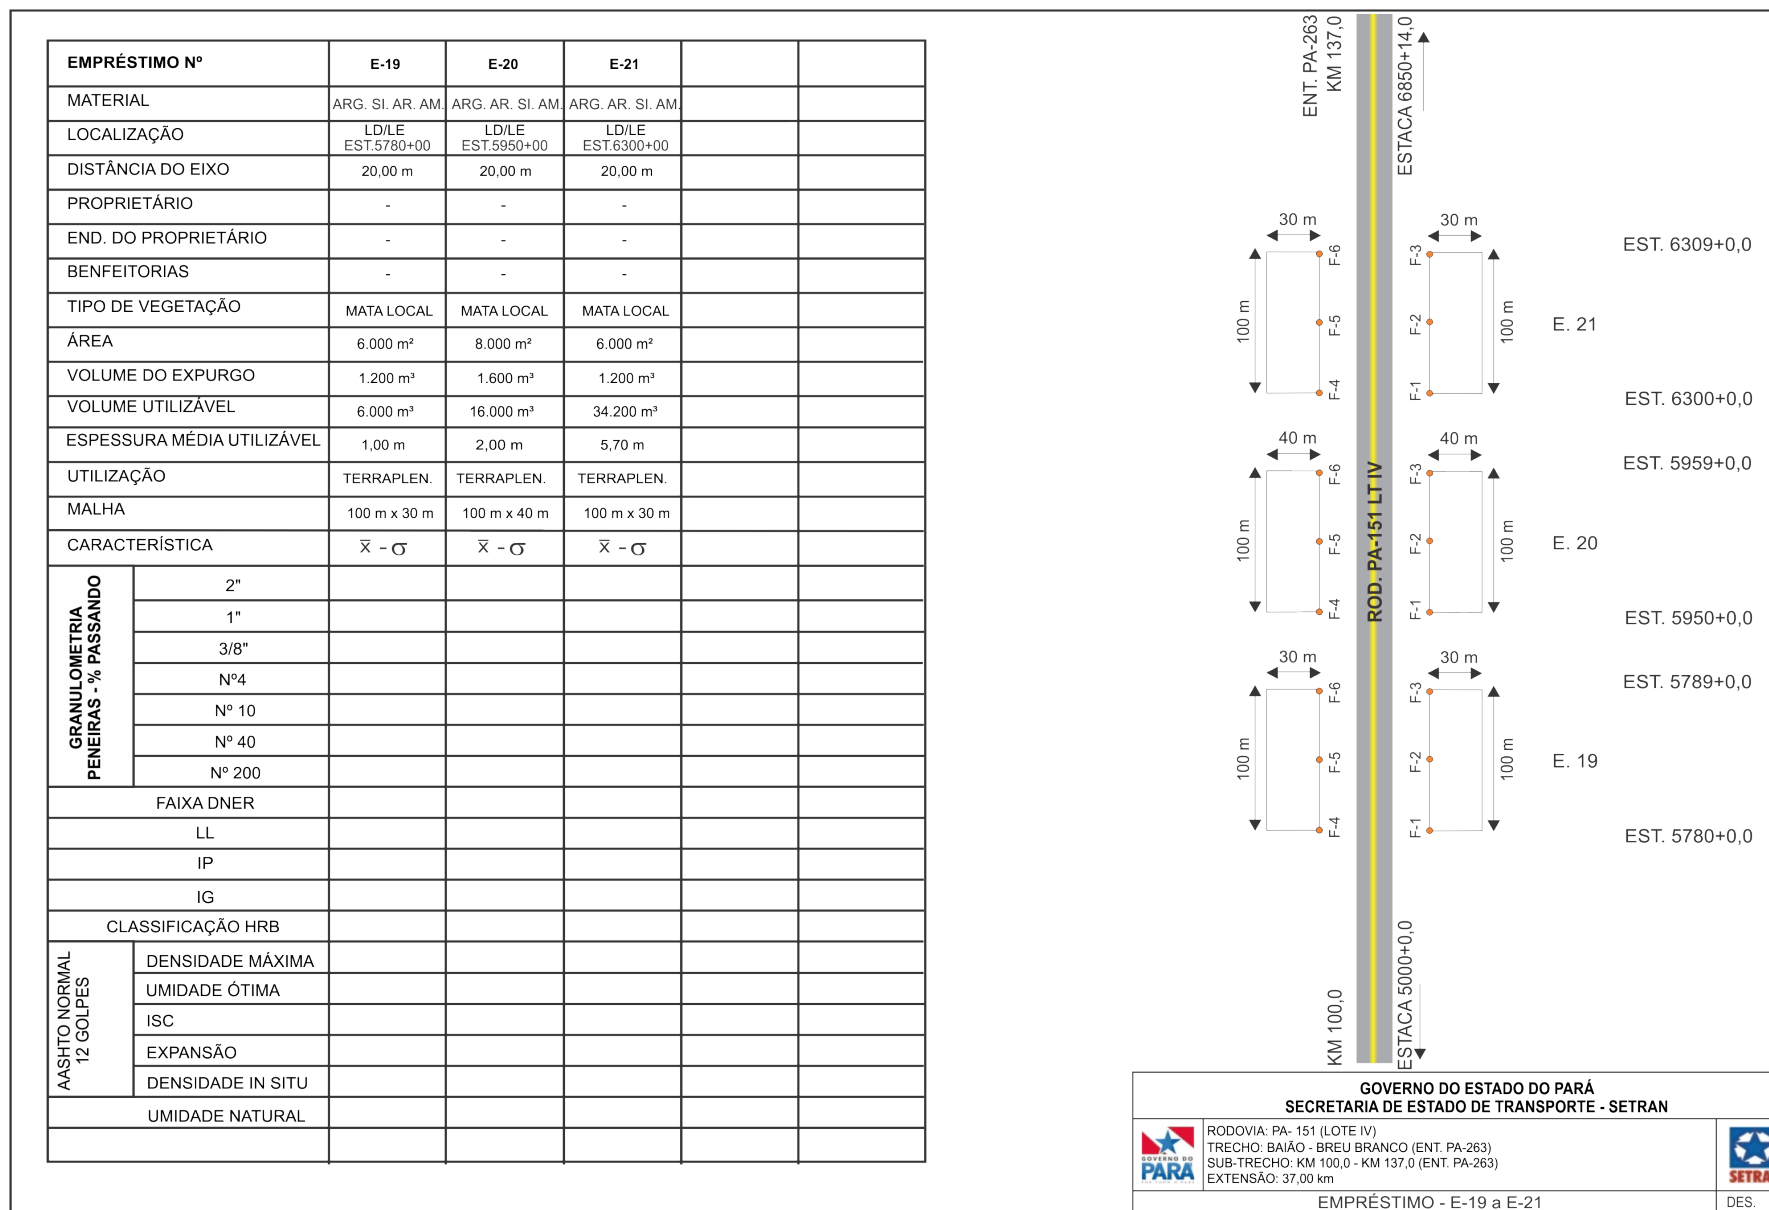 EMPRÉSTIMO Nº E-19 E-20 E-21
MATERIAL ARG. SI. AR. AM. ARG. AR. SI. AM. ARG. AR. SI. AM.
LOCALIZAÇÃO LD/LE EST.5780+00 LD/LE EST.5950+00 LD/LE EST.6300+00
DISTÂNCIA DO EIXO 20,00 m 20,00 m 20,00 m
PROPRIETÁRIO - - -
END. DO PROPRIETÁRIO - - -
BENFEITORIAS - - -
TIPO DE VEGETAÇÃO MATA LOCAL MATA LOCAL MATA LOCAL
ÁREA 6.000 m² 8.000 m² 6.000 m²
VOLUME DO EXPURGO 1.200 m³ 1.600 m³ 1.200 m³
VOLUME UTILIZÁVEL 6.000 m³ 16.000 m³ 34.200 m³
ESPESSURA MÉDIA UTILIZÁVEL 1,00 m 2,00 m 5,70 m
UTILIZAÇÃO TERRAPLEN. TERRAPLEN. TERRAPLEN.
MALHA 100 m x 30 m 100 m x 40 m 100 m x 30 m
CARACTERÍSTICA x̅ - σ x̅ - σ x̅ - σ
GRANULOMETRIA
PENEIRAS - % PASSANDO
2"
1"
3/8"
Nº4
Nº 10
Nº 40
Nº 200
FAIXA DNER
LL
IP
IG
CLASSIFICAÇÃO HRB
AASHTO NORMAL
12 GOLPES
DENSIDADE MÁXIMA
UMIDADE ÓTIMA
ISC
EXPANSÃO
DENSIDADE IN SITU
UMIDADE NATURAL
ENT. PA-263
KM 137,0
ESTACA 6850+14,0
30 m 30 m
EST. 6309+0,0
F-6 F-3
100 m F-5 F-2 100 m E. 21
F-4 F-1
EST. 6300+0,0
40 m 40 m
EST. 5959+0,0
F-6 F-3
100 m F-5 F-2 100 m E. 20
F-4 F-1
EST. 5950+0,0
ROD. PA-151 LT IV
30 m 30 m
EST. 5789+0,0
F-6 F-3
100 m F-5 F-2 100 m E. 19
F-4 F-1
EST. 5780+0,0
KM 100,0
ESTACA 5000+0,0
GOVERNO DO ESTADO DO PARÁ
SECRETARIA DE ESTADO DE TRANSPORTE - SETRAN
GOVERNO DO
PARÁ
RODOVIA: PA- 151 (LOTE IV)
TRECHO: BAIÃO - BREU BRANCO (ENT. PA-263)
SUB-TRECHO: KM 100,0 - KM 137,0 (ENT. PA-263)
EXTENSÃO: 37,00 km
SETRA
EMPRÉSTIMO - E-19 a E-21
DES.